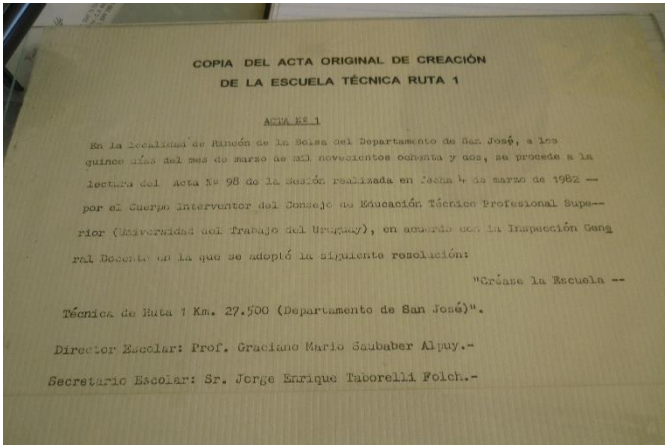 COPIA DEL ACTA ORIGINAL DE CREACIÓN
DE LA ESCUELA TÉCNICA RUTA 1
ACTA Nº 1
En la localidad de Rincón de la Bolsa del Departamento de San José, a los
quince días del mes de marzo de mil novecientos ochenta y dos, se procede a la
lectura del Acta Nº 98 de la Sesión realizada en fecha 4 de marzo de 1982 --
por el Cuerpo Interventor del Consejo de Educación Técnico Profesional Supe--
rior (Universidad del Trabajo del Uruguay), en acuerdo con la Inspección Gene
ral Docente en la que se adoptó la siguiente resolución:
"Créase la Escuela --
Técnica de Ruta 1 Km. 27.500 (Departamento de San José)".
Director Escolar: Prof. Graciano Mario Saubaber Alpuy.-
Secretario Escolar: Sr. Jorge Enrique Taborelli Folch.-